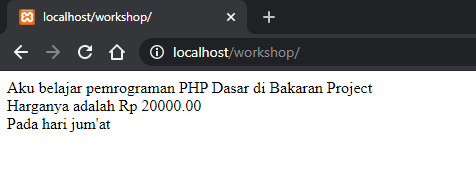 localhost/workshop/
localhost/workshop/
Aku belajar pemrograman PHP Dasar di Bakaran Project
Harganya adalah Rp 20000.00
Pada hari jum'at